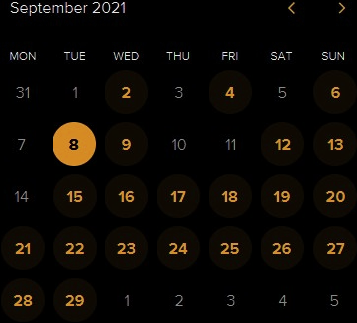 September 2021 < >
MON TUE WED THU FRI SAT SUN
31 1 2 3 4 5 6
7 8 9 10 11 12 13
14 15 16 17 18 19 20
21 22 23 24 25 26 27
28 29 1 2 3 4 5